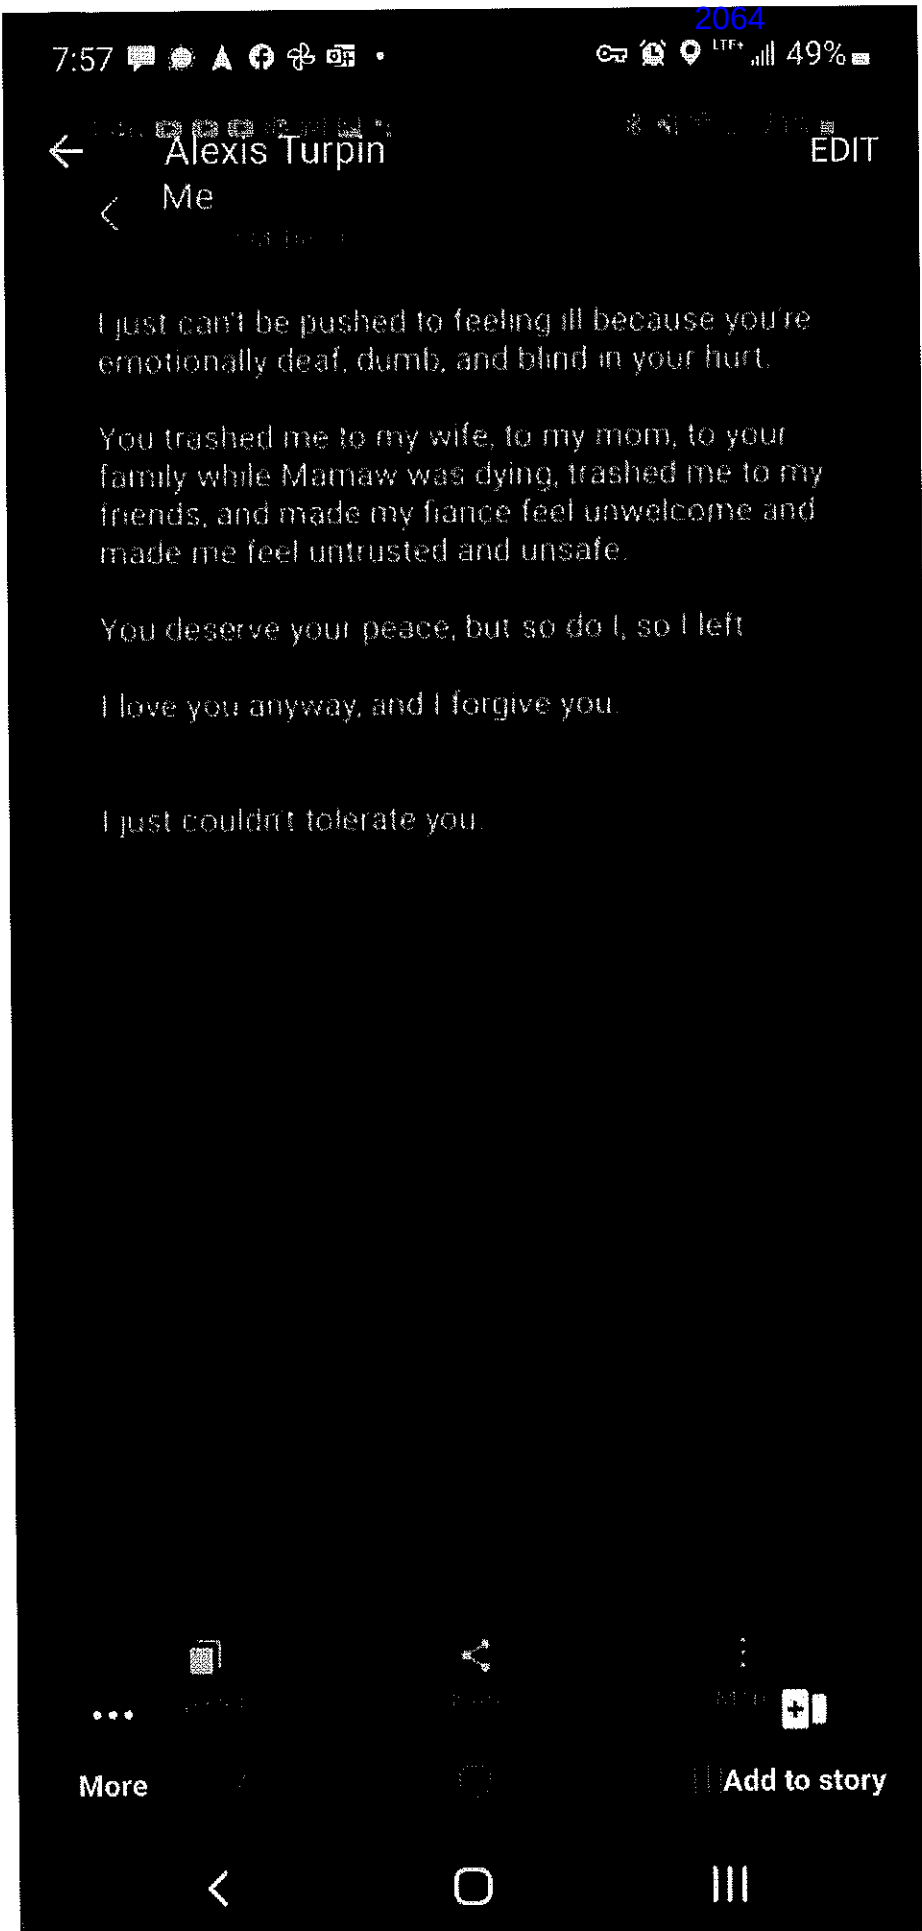 2064
7:57 LTE+ 49%
Alexis Turpin
EDIT
Me
I just can't be pushed to feeling ill because you're
emotionally deaf, dumb, and blind in your hurt.
You trashed me to my wife, to my mom, to your
family while Mamaw was dying, trashed me to my
friends, and made my fiance feel unwelcome and
made me feel untrusted and unsafe.
You deserve your peace, but so do I, so I left
I love you anyway, and I forgive you.
I just couldn't tolerate you.
More
Add to story